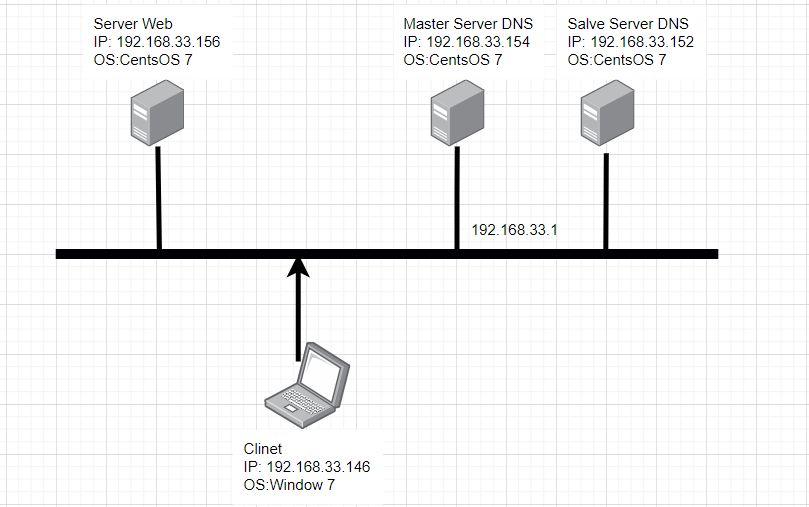 Server Web
IP: 192.168.33.156
OS:CentsOS 7
Master Server DNS
IP: 192.168.33.154
OS:CentsOS 7
Salve Server DNS
IP: 192.168.33.152
OS:CentsOS 7
192.168.33.1
Clinet
IP: 192.168.33.146
OS:Window 7